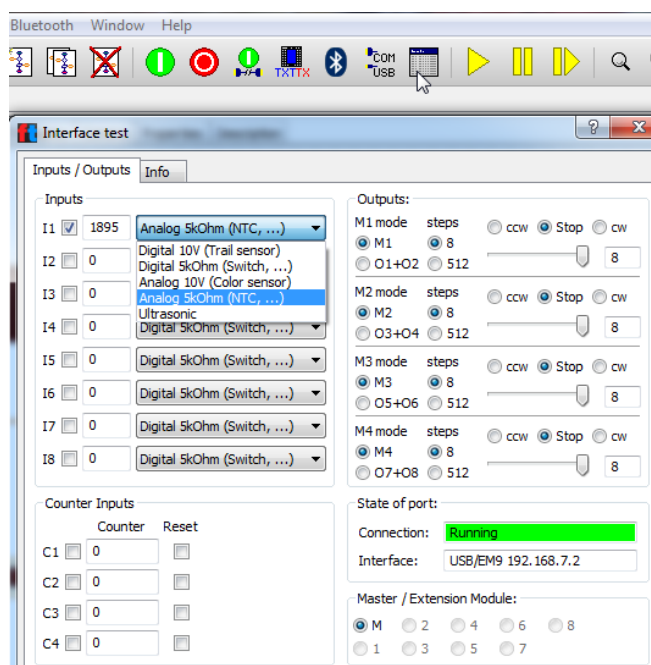 Bluetooth Window Help
TXTTX COM USB
Interface test
Inputs / Outputs Info
Inputs
I1 1895 Analog 5kOhm (NTC, ...)
Digital 10V (Trail sensor)
Digital 5kOhm (Switch, ...)
Analog 10V (Color sensor)
Analog 5kOhm (NTC, ...)
Ultrasonic
I2 0
I3 0
I4 0 Digital 5kOhm (Switch, ...)
I5 0 Digital 5kOhm (Switch, ...)
I6 0 Digital 5kOhm (Switch, ...)
I7 0 Digital 5kOhm (Switch, ...)
I8 0 Digital 5kOhm (Switch, ...)
Counter Inputs
Counter Reset
C1 0
C2 0
C3 0
C4 0
Outputs:
M1 mode steps ccw Stop cw
M1 8
O1+O2 512 8
M2 mode steps ccw Stop cw
M2 8
O3+O4 512 8
M3 mode steps ccw Stop cw
M3 8
O5+O6 512 8
M4 mode steps ccw Stop cw
M4 8
O7+O8 512 8
State of port:
Connection: Running
Interface: USB/EM9 192.168.7.2
Master / Extension Module:
M 2 4 6 8
1 3 5 7